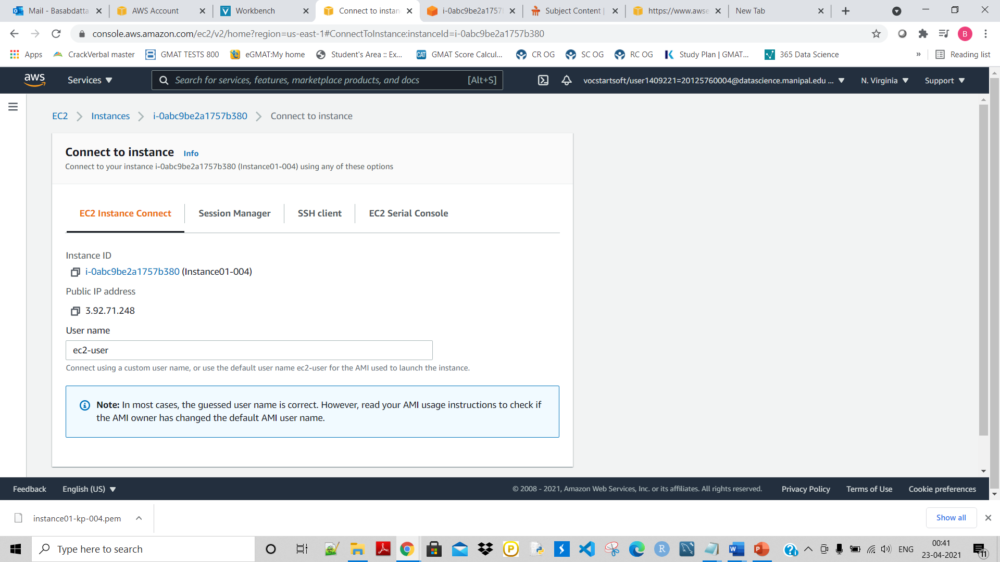 Mail - Basabdatta
AWS Account
Workbench
Connect to instan
i-0abc9be2a1757
Subject Content |
https://www.awse
New Tab
console.aws.amazon.com/ec2/v2/home?region=us-east-1#ConnectToInstance:instanceId=i-0abc9be2a1757b380
B
Apps
CrackVerbal master
GMAT TESTS 800
eGMAT:My home
Student's Area :: Ex...
GMAT Score Calcul...
CR OG
SC OG
RC OG
Study Plan | GMAT...
365 Data Science
»
Reading list
aws
Services
Search for services, features, marketplace products, and docs
[Alt+S]
vocstartsoft/user1409221=20125760004@datascience.manipal.edu ...
N. Virginia
Support
EC2
Instances
i-0abc9be2a1757b380
Connect to instance
Connect to instance Info
Connect to your instance i-0abc9be2a1757b380 (Instance01-004) using any of these options
EC2 Instance Connect
Session Manager
SSH client
EC2 Serial Console
Instance ID
i-0abc9be2a1757b380 (Instance01-004)
Public IP address
3.92.71.248
User name
ec2-user
Connect using a custom user name, or use the default user name ec2-user for the AMI used to launch the instance.
Note: In most cases, the guessed user name is correct. However, read your AMI usage instructions to check if
the AMI owner has changed the default AMI user name.
Feedback
English (US)
© 2008 - 2021, Amazon Web Services, Inc. or its affiliates. All rights reserved.
Privacy Policy
Terms of Use
Cookie preferences
instance01-kp-004.pem
Show all
Type here to search
ENG
00:41
23-04-2021
11